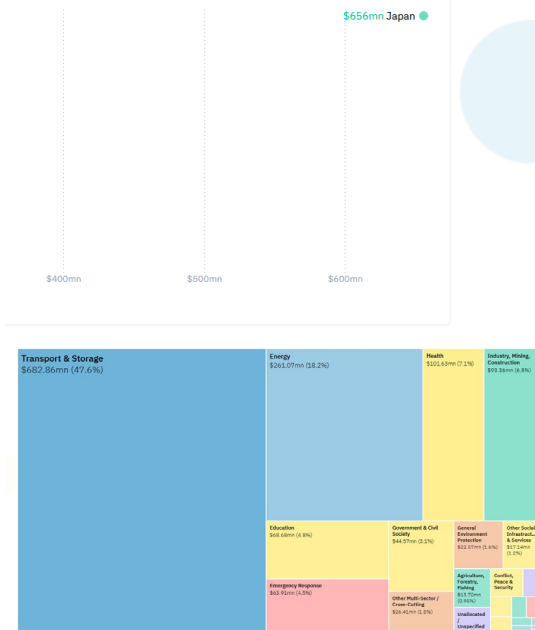 $656mn Japan
$400mn
$500mn
$600mn
Transport & Storage
$682.86mn (47.6%)
Energy
$261.07mn (18.2%)
Health
$101.63mn (7.1%)
Industry, Mining,
Construction
$93.36mn (6.5%)
Education
$68.68mn (4.8%)
Emergency Response
$63.91mn (4.5%)
Government & Civil
Society
$44.57mn (3.1%)
Other Multi-Sector /
Cross-Cutting
$26.41mn (1.8%)
General
Environment
Protection
$22.57mn (1.6%)
Other Social
Infrastruct...
& Services
$17.14mn
(1.2%)
Agriculture,
Forestry,
Fishing
$13.70mn
(0.96%)
Conflict,
Peace &
Security
Unallocated
/
Unspecified